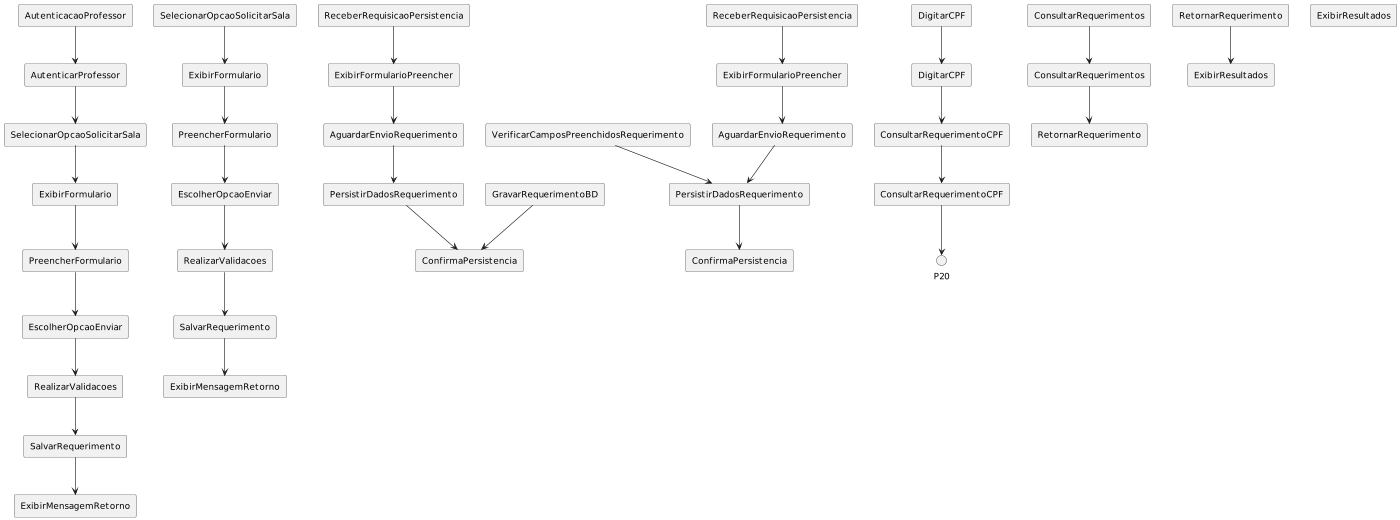 AutenticacaoProfessor
SelecionarOpcaoSolicitarSala
ReceberRequisicaoPersistencia
ReceberRequisicaoPersistencia
DigitarCPF
ConsultarRequerimentos
RetornarRequerimento
ExibirResultados
AutenticarProfessor
ExibirFormulario
ExibirFormularioPreencher
ExibirFormularioPreencher
DigitarCPF
ConsultarRequerimentos
ExibirResultados
SelecionarOpcaoSolicitarSala
PreencherFormulario
AguardarEnvioRequerimento
VerificarCamposPreenchidosRequerimento
AguardarEnvioRequerimento
ConsultarRequerimentoCPF
RetornarRequerimento
ExibirFormulario
EscolherOpcaoEnviar
PersistirDadosRequerimento
GravarRequerimentoBD
PersistirDadosRequerimento
ConsultarRequerimentoCPF
PreencherFormulario
RealizarValidacoes
ConfirmaPersistencia
ConfirmaPersistencia
P20
EscolherOpcaoEnviar
SalvarRequerimento
RealizarValidacoes
ExibirMensagemRetorno
SalvarRequerimento
ExibirMensagemRetorno